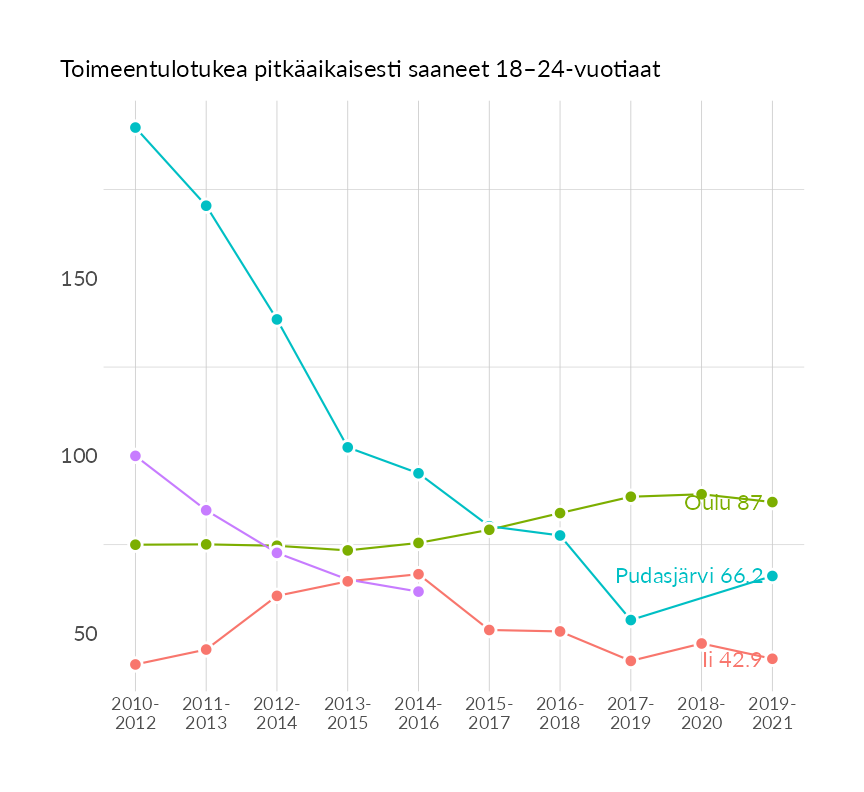 Toimeentulotukea pitkäaikaisesti saaneet 18–24-vuotiaat
150
100
50
Oulu 87
Pudasjärvi 66.2
Ii 42.9
2010- 2011- 2012- 2013- 2014- 2015- 2016- 2017- 2018- 2019-
2012 2013 2014 2015 2016 2017 2018 2019 2020 2021